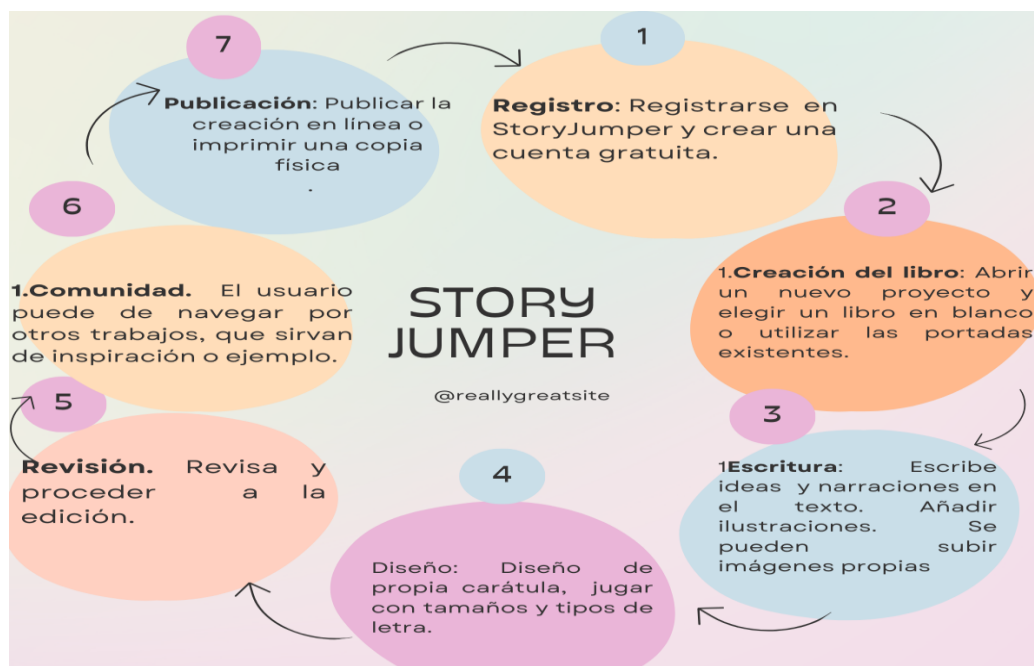 7
Publicación: Publicar la
creación en línea o
imprimir una copia
física
.
1
Registro: Registrarse en
StoryJumper y crear una
cuenta gratuita.
2
1.Creación del libro: Abrir
un nuevo proyecto y
elegir un libro en blanco
o utilizar las portadas
existentes.
3
1Escritura: Escribe
ideas y narraciones en
el texto. Añadir
ilustraciones. Se
pueden subir
imágenes propias
4
Diseño: Diseño de
propia carátula, jugar
con tamaños y tipos de
letra.
5
Revisión. Revisa y
proceder a la
edición.
6
1.Comunidad. El usuario
puede de navegar por
otros trabajos, que sirvan
de inspiración o ejemplo.
STORY
JUMPER
@reallygreatsite